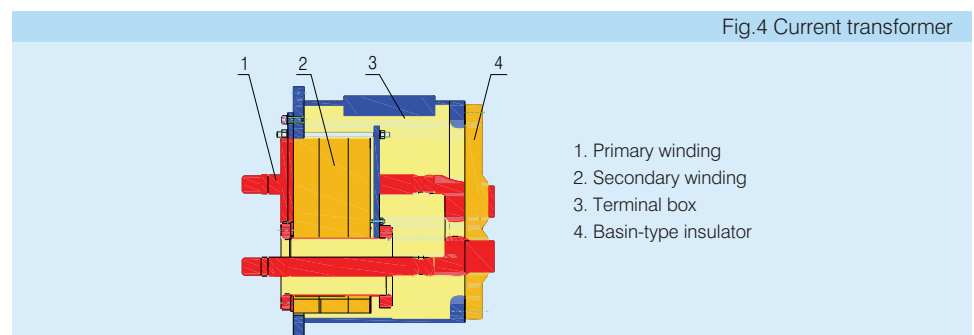 Fig.4 Current transformer
1 2 3 4
1. Primary winding
2. Secondary winding
3. Terminal box
4. Basin-type insulator